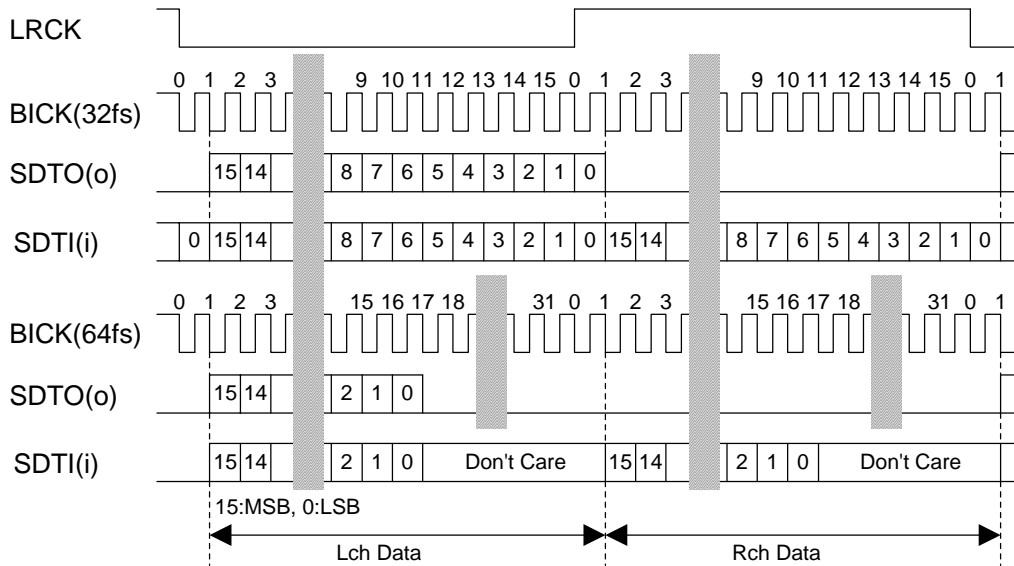 LRCK
0 1 2 3 9 10 11 12 13 14 15 0 1 2 3 9 10 11 12 13 14 15 0 1
BICK(32fs)
SDTO(o) 15 14 8 7 6 5 4 3 2 1 0
SDTI(i) 0 15 14 8 7 6 5 4 3 2 1 0 15 14 8 7 6 5 4 3 2 1 0
0 1 2 3 15 16 17 18 31 0 1 2 3 15 16 17 18 31 0 1
BICK(64fs)
SDTO(o) 15 14 2 1 0
SDTI(i) 15 14 2 1 0 Don't Care 15 14 2 1 0 Don't Care
15:MSB, 0:LSB
Lch Data Rch Data